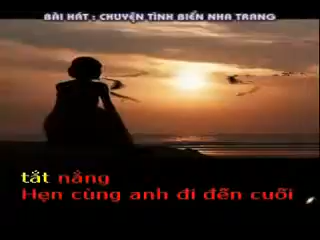 BÀI HÁT : CHUYỆN TÌNH BIỂN NHA TRANG
tắt nắng
Hẹn cùng anh đi đến cuối